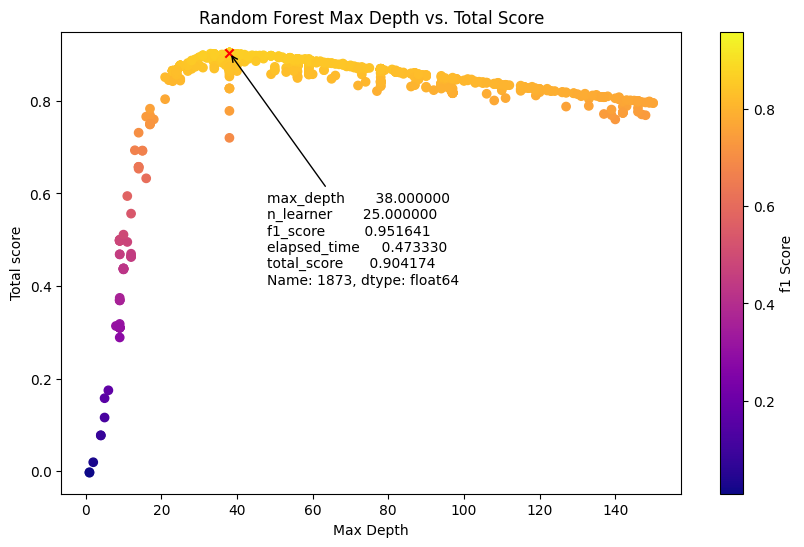 Random Forest Max Depth vs. Total Score
Total score
0.8
0.6
0.4
0.2
0.0
max_depth 38.000000
n_learner 25.000000
f1_score 0.951641
elapsed_time 0.473330
total_score 0.904174
Name: 1873, dtype: float64
0 20 40 60 80 100 120 140
Max Depth
0.8
0.6
0.4
0.2
f1 Score